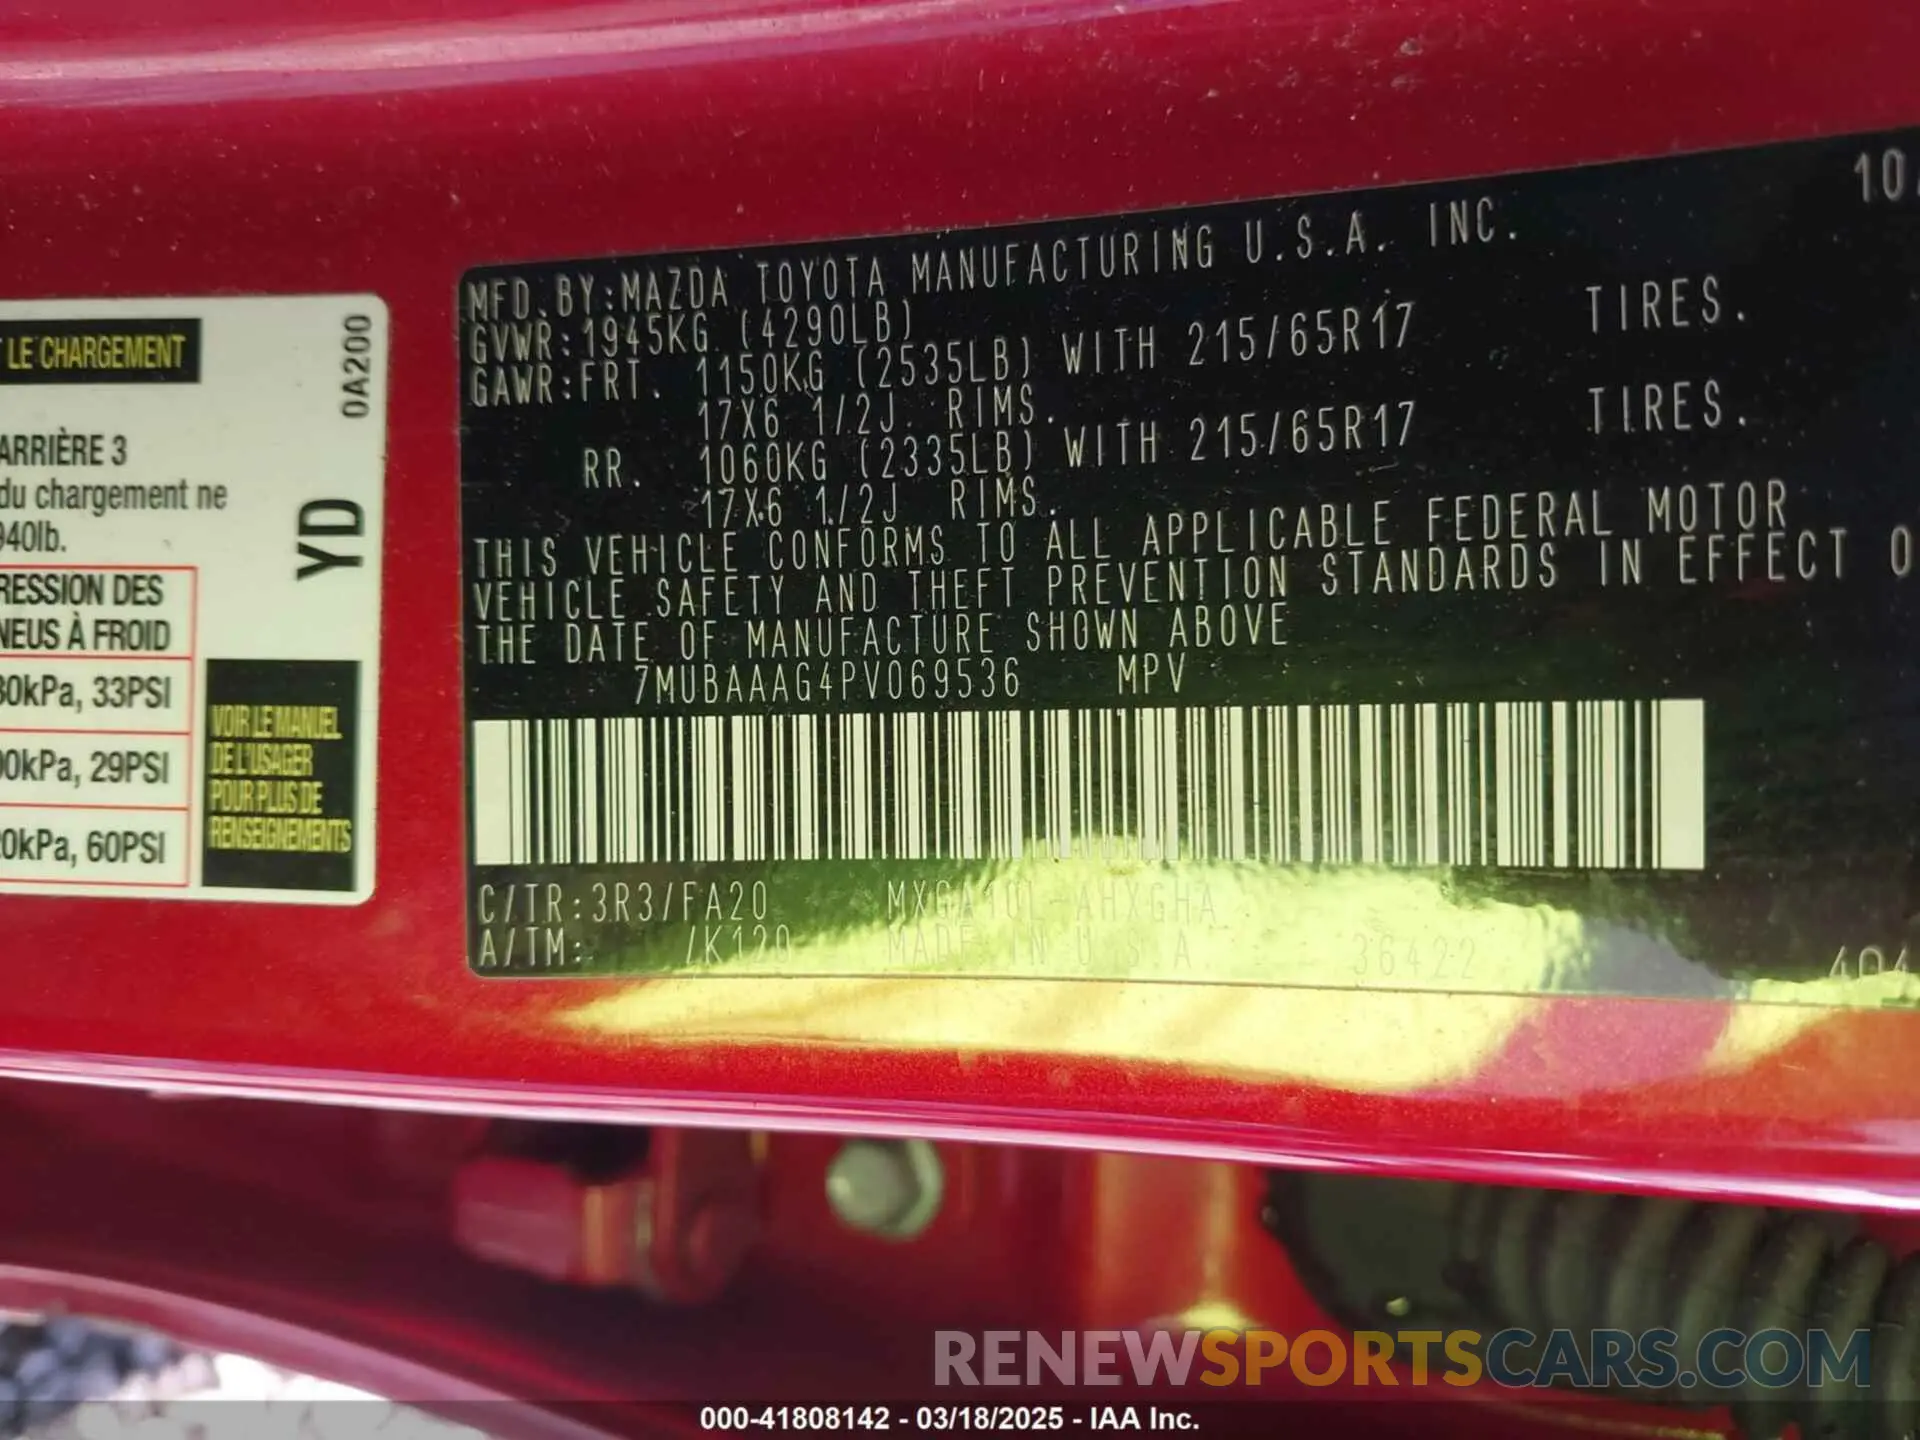 LE CHARGEMENT
0A200
ARRIÈRE 3
du chargement ne
940lb.
YD
RESSION DES
NEUS À FROID
30kPa, 33PSI
00kPa, 29PSI
20kPa, 60PSI
VOIR LE MANUEL
DE L'USAGER
POUR PLUS DE
RENSEIGNEMENTS
10
MFD.BY:MAZDA TOYOTA MANUFACTURING U.S.A. INC.
GVWR:1945KG (4290LB)
GAWR:FRT. 1150KG (2535LB) WITH 215/65R17 TIRES.
17X6 1/2J RIMS.
RR. 1060KG (2335LB) WITH 215/65R17 TIRES.
17X6 1/2J RIMS.
THIS VEHICLE CONFORMS TO ALL APPLICABLE FEDERAL MOTOR
VEHICLE SAFETY AND THEFT PREVENTION STANDARDS IN EFFECT O
THE DATE OF MANUFACTURE SHOWN ABOVE
7MUBAAAG4PV069536 MPV
C/TR:3R3/FA20 MXGA10L-AHXGHA
A/TM: /K120 MADE IN U.S.A. 36422 404
RENEWSPORTSCARS.COM
000-41808142 - 03/18/2025 - IAA Inc.